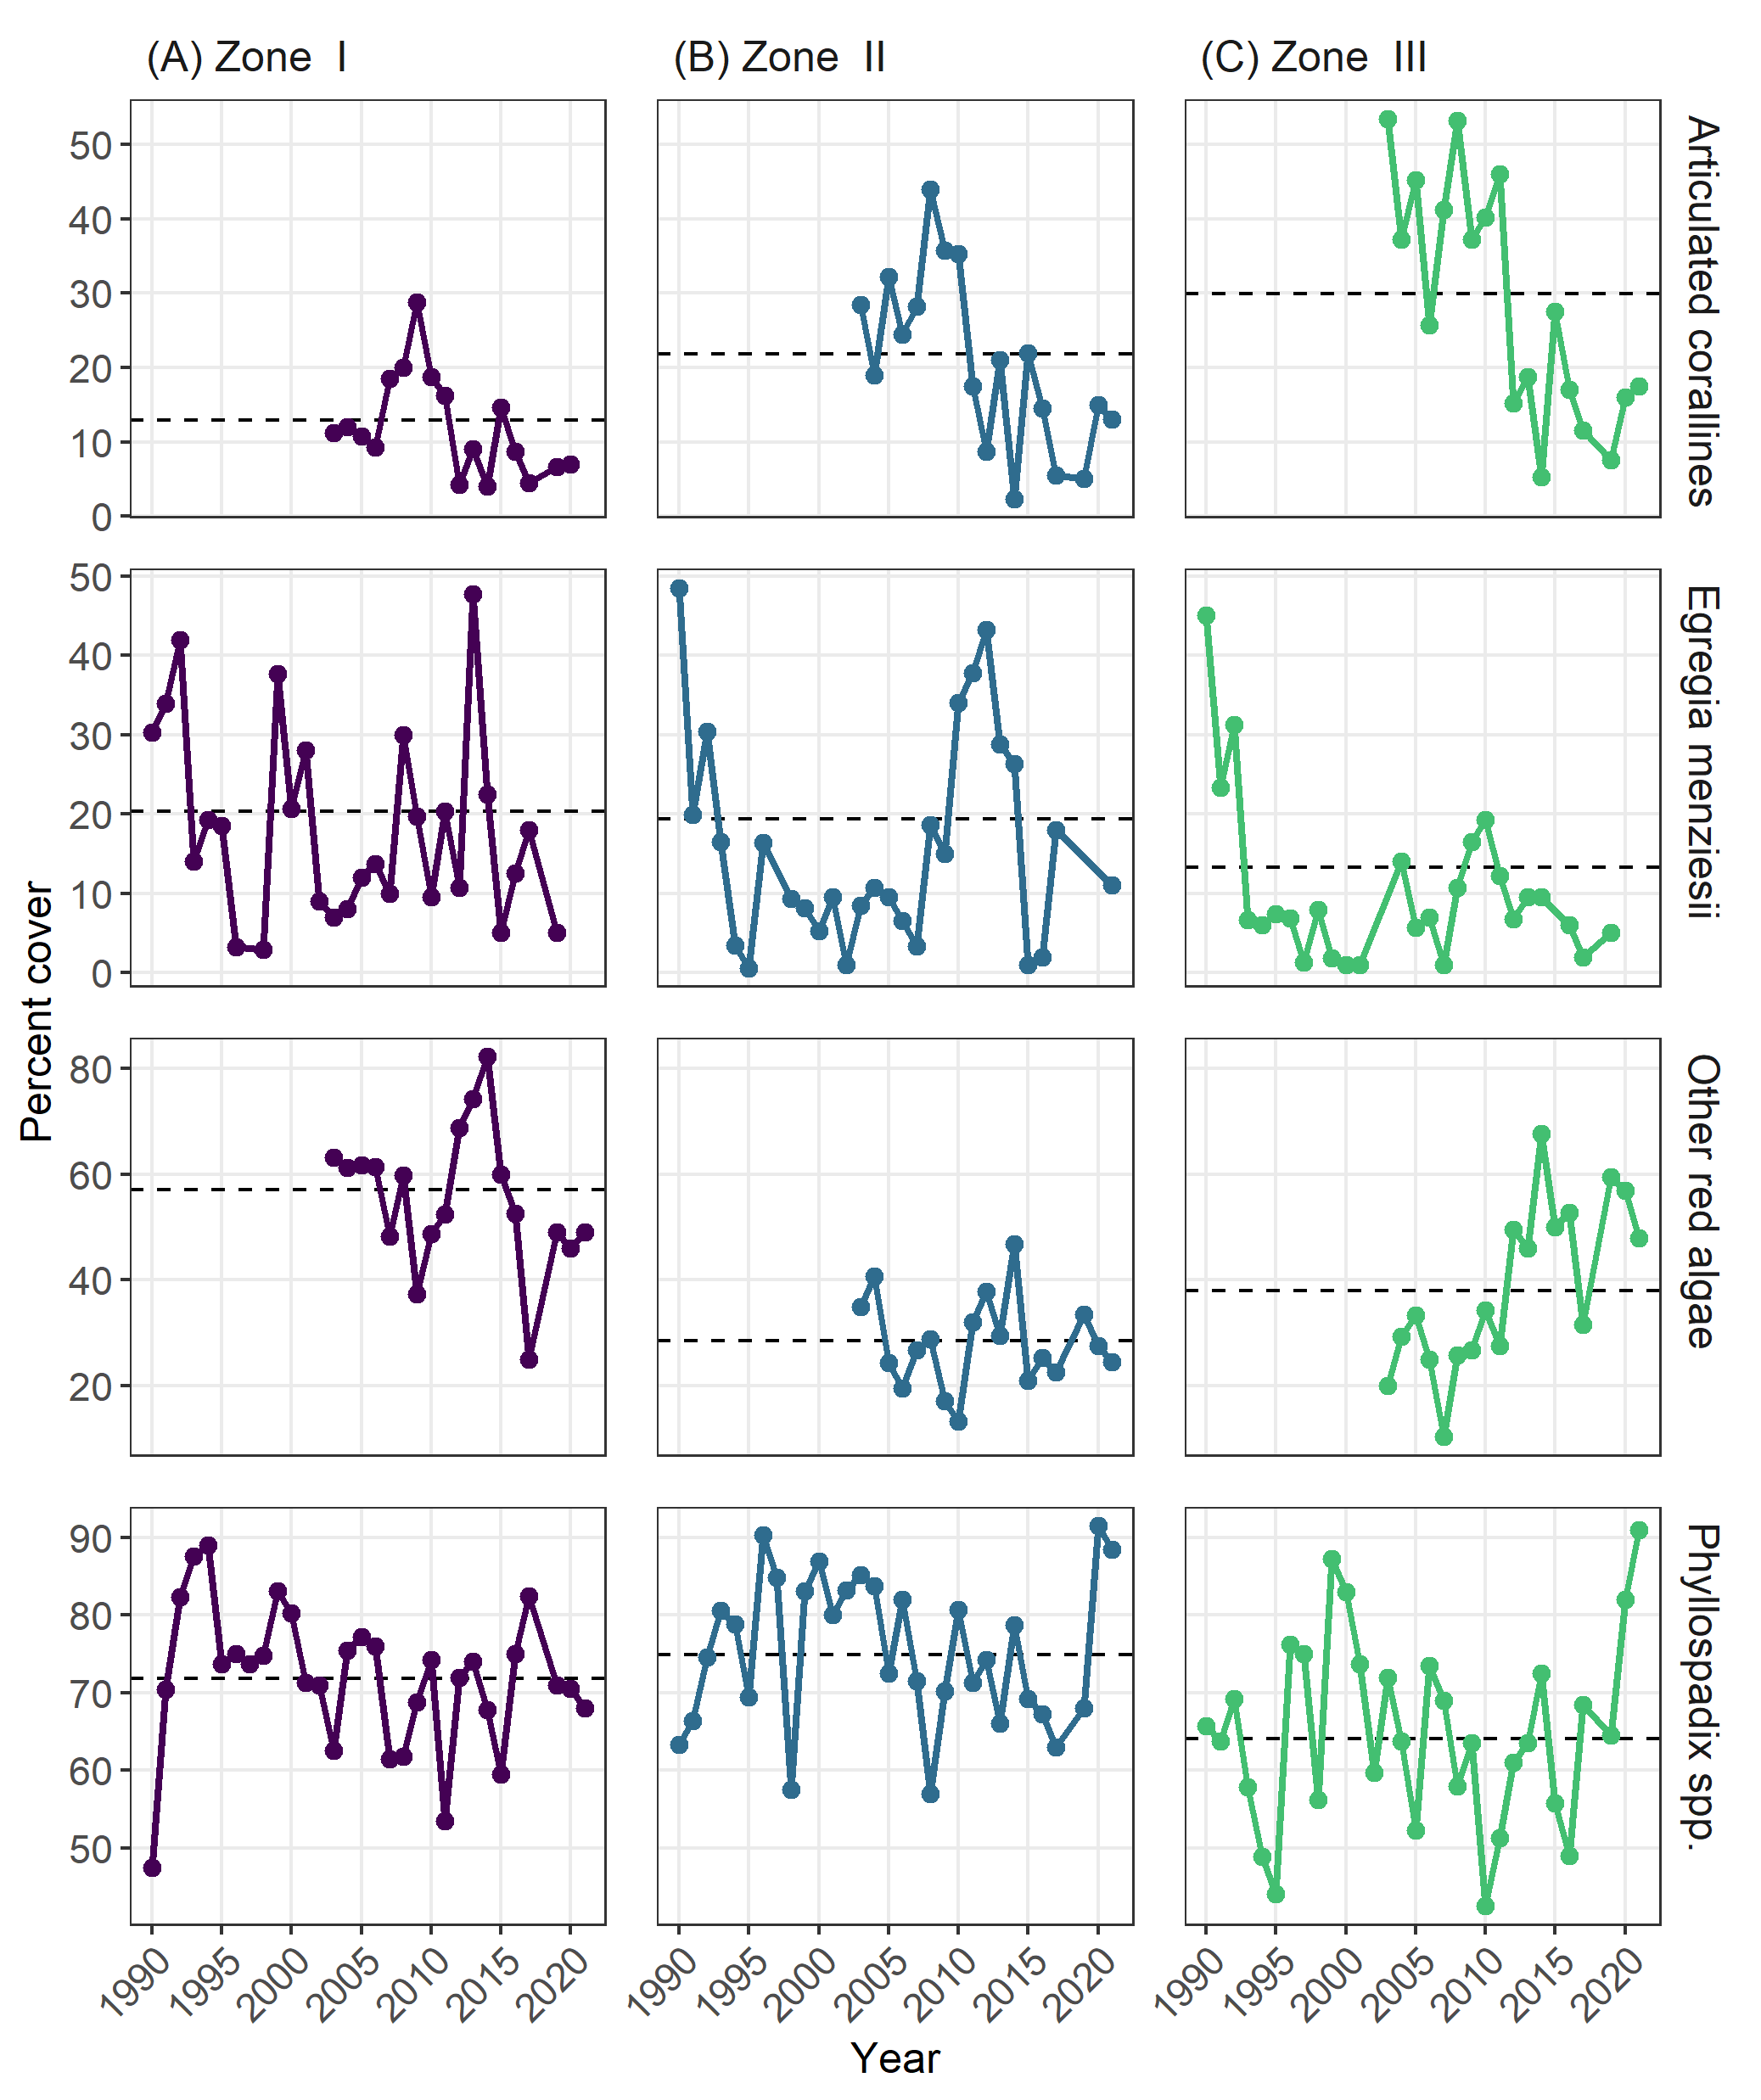 (A) Zone I
(B) Zone II
(C) Zone III
50
40
30
20
10
0
Articulated corallines
50
40
30
20
10
0
Egregia menziesii
Percent cover
80
60
40
20
Other red algae
90
80
70
60
50
Phyllospadix spp.
1990 1995 2000 2005 2010 2015 2020
1990 1995 2000 2005 2010 2015 2020
1990 1995 2000 2005 2010 2015 2020
Year